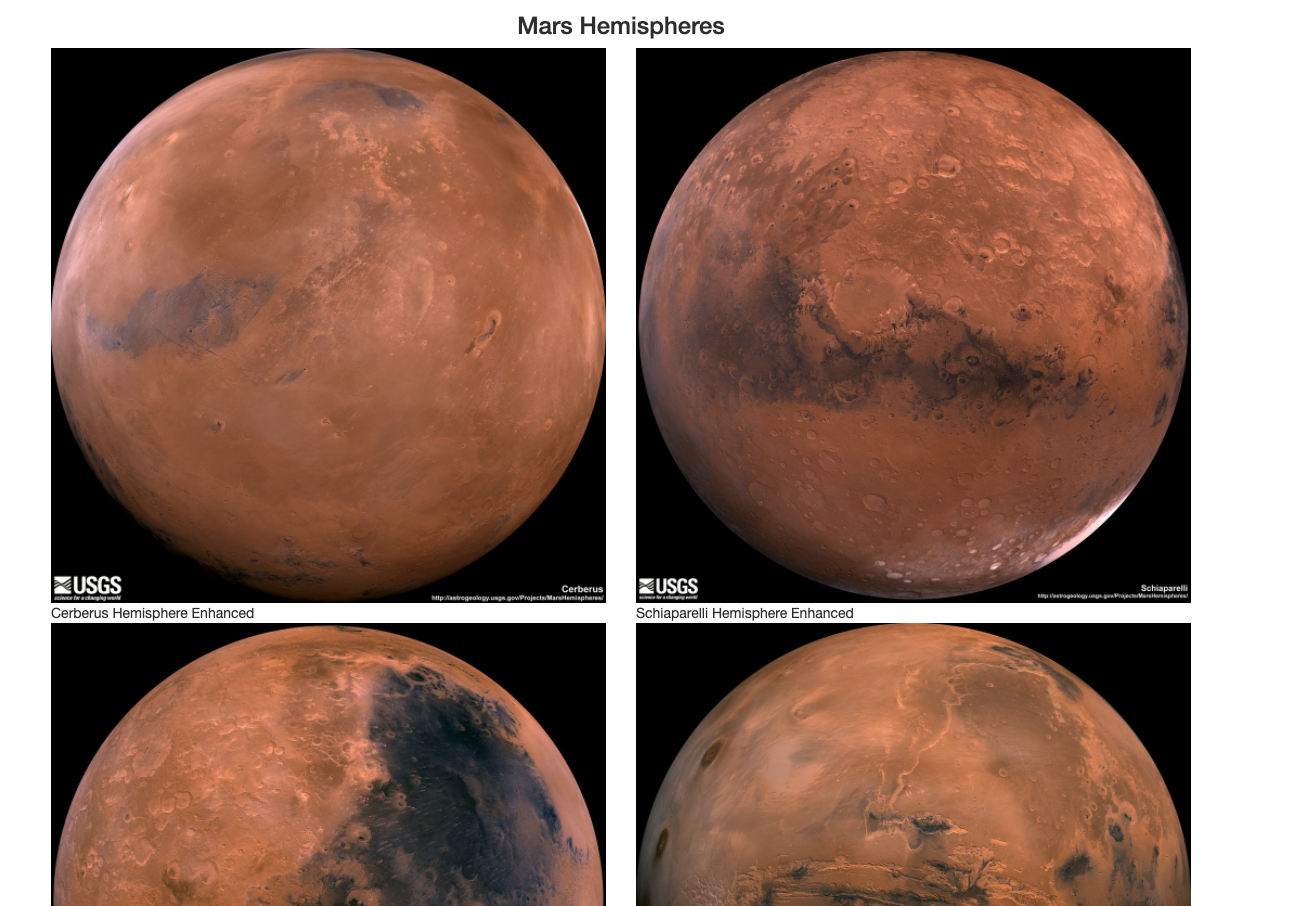 Mars Hemispheres
USGS
science for a changing world
Cerberus
http://astrogeology.usgs.gov/Projects/MarsHemispheres/
USGS
science for a changing world
Schiaparelli
http://astrogeology.usgs.gov/Projects/MarsHemispheres/
Cerberus Hemisphere Enhanced
Schiaparelli Hemisphere Enhanced